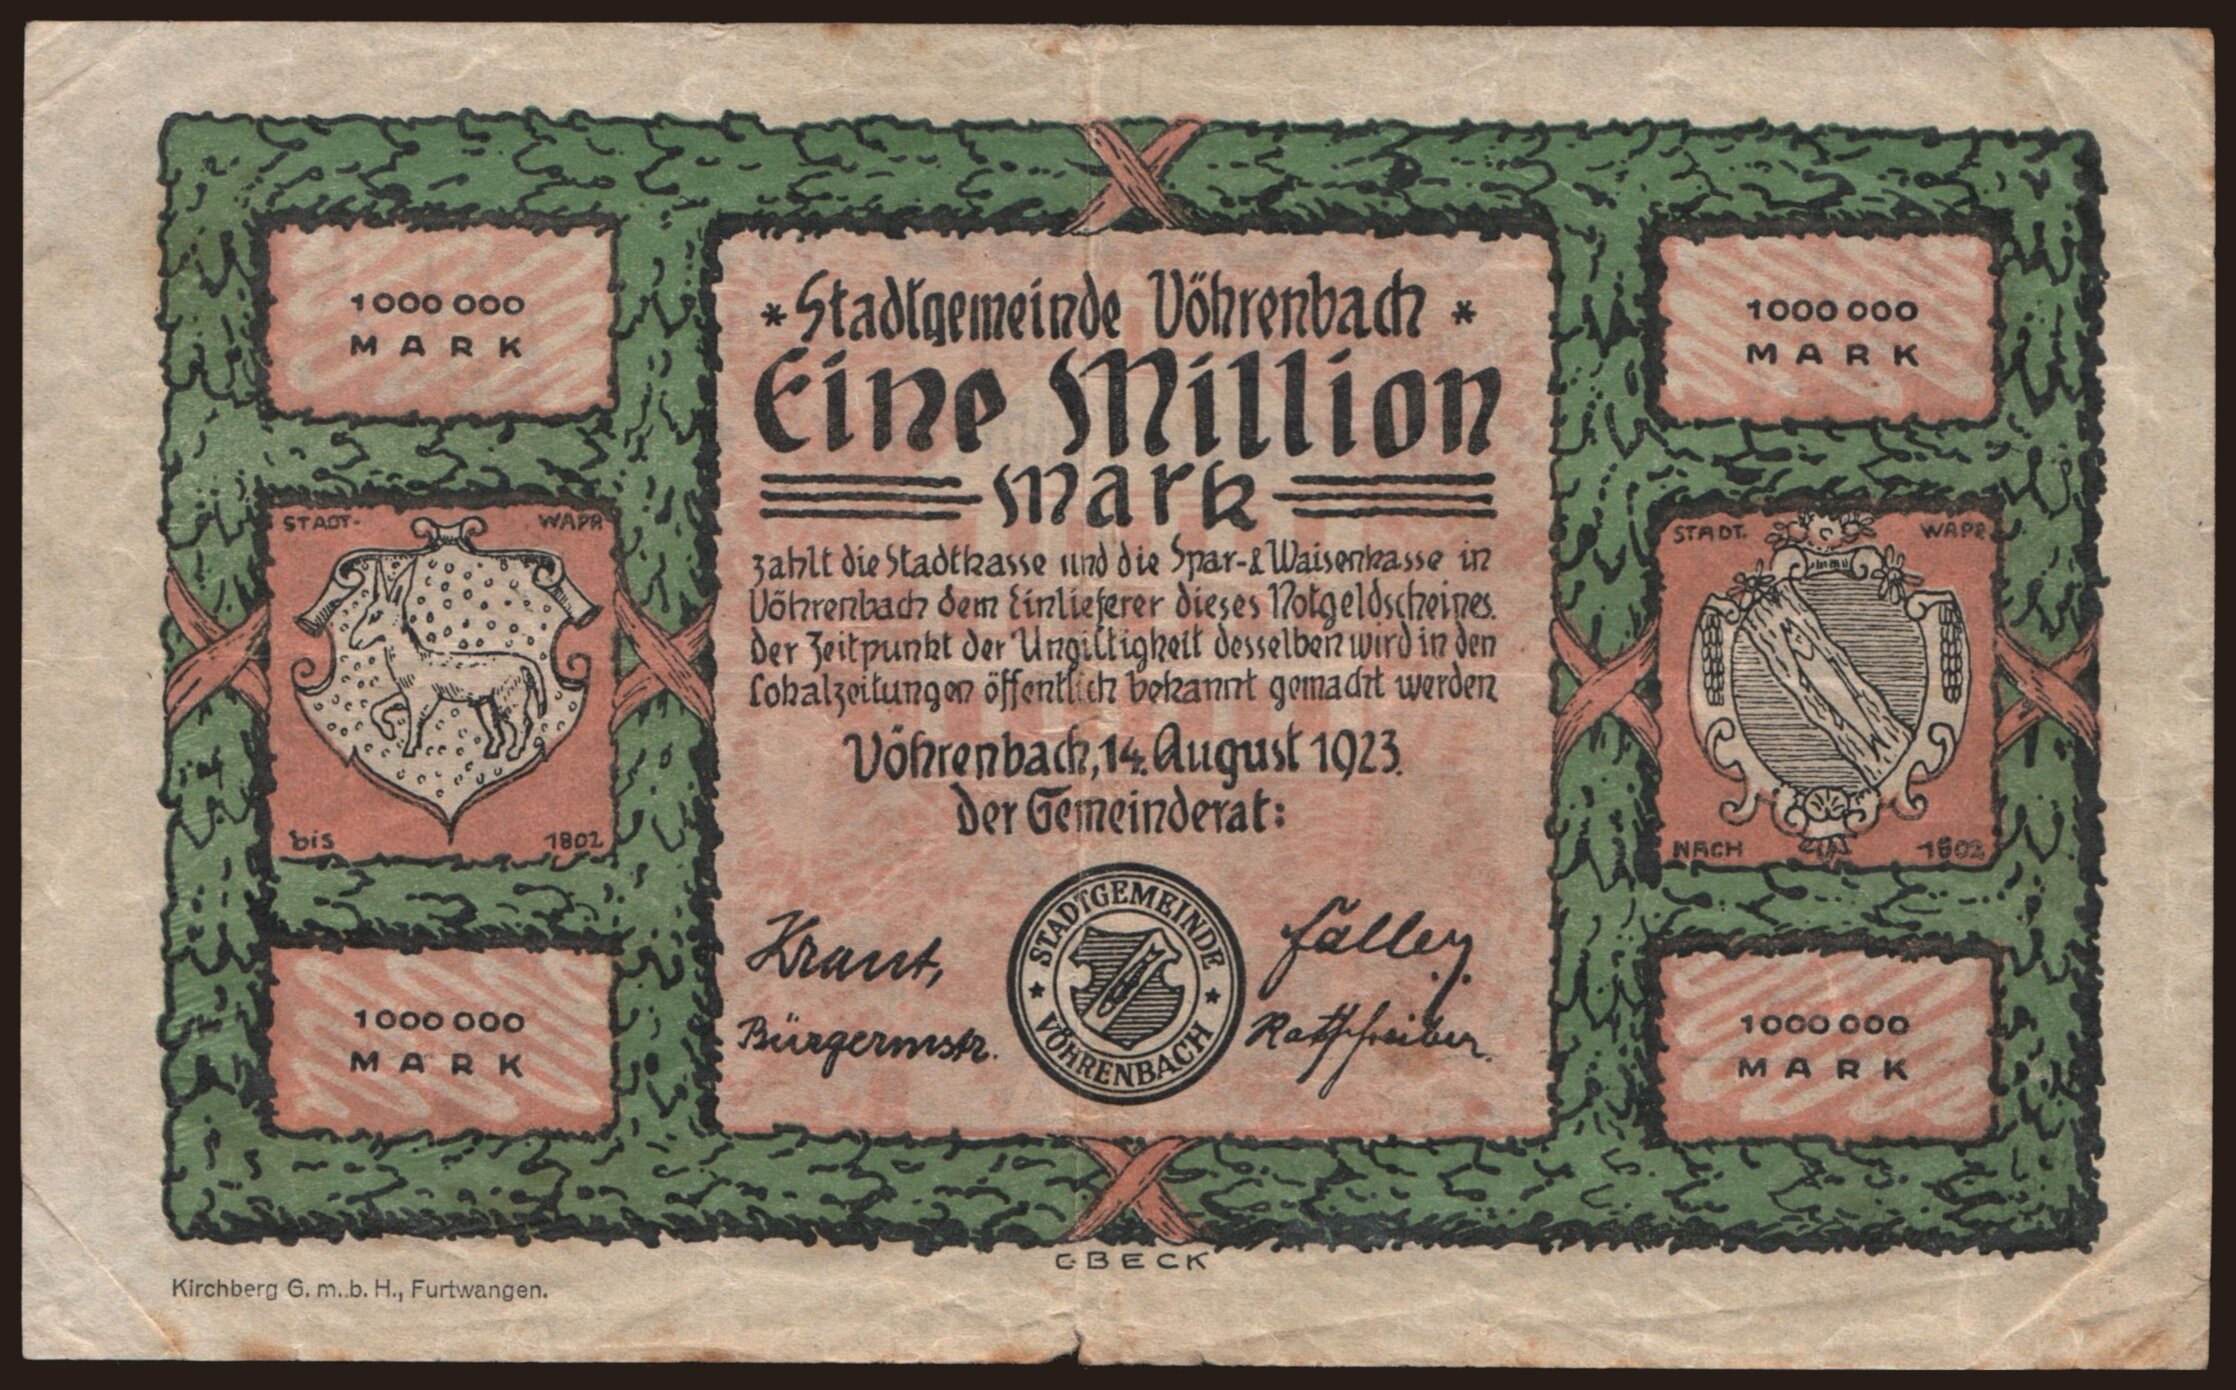 1000 000
MARK
* Stadtgemeinde Vöhrenbach *
Eine Million
Mark
zahlt die Stadtkasse und die Spar- & Waisenkasse in
Vöhrenbach dem Einlieferer dieses Notgeldscheines.
Der Zeitpunkt der Ungiltigkeit desselben wird in den
Lokalzeitungen öffentlich bekannt gemacht werden
Vöhrenbach, 14. August 1923.
Der Gemeinderat:
Kraut,
Bürgermstr.
STADTGEMEINDE
* VÖHRENBACH *
Faller,
Ratschreiber.
1000 000
MARK
STADT-WAPP.
bis 1802
STADT. WAPP.
NACH 1802
1000 000
MARK
1000 000
MARK
C·BECK
Kirchberg G. m. b. H., Furtwangen.